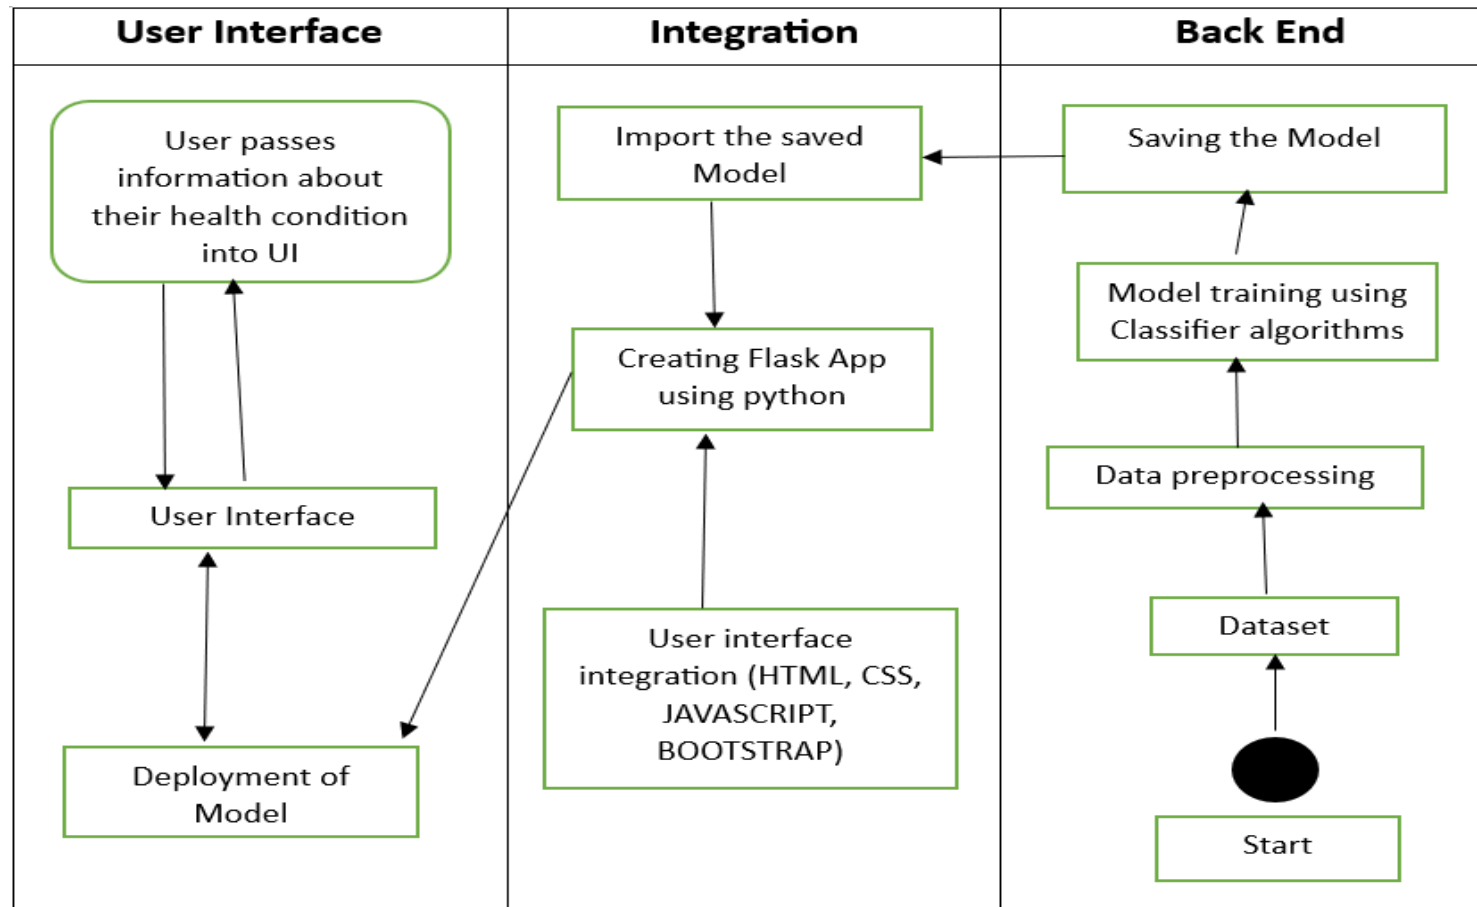 User Interface
Integration
Back End
User passes
information about
their health condition
into UI
User Interface
Deployment of
Model
Import the saved
Model
Creating Flask App
using python
User interface
integration (HTML, CSS,
JAVASCRIPT,
BOOTSTRAP)
Saving the Model
Model training using
Classifier algorithms
Data preprocessing
Dataset
Start